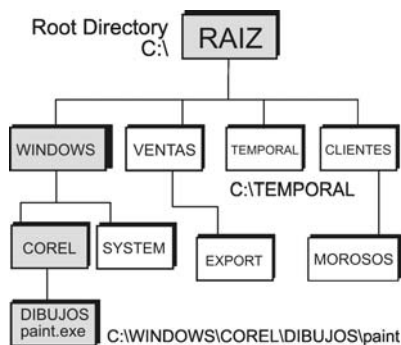 Root Directory
C:\
RAIZ
WINDOWS
VENTAS
TEMPORAL
CLIENTES
C:\TEMPORAL
COREL
SYSTEM
EXPORT
MOROSOS
DIBUJOS
paint.exe
C:\WINDOWS\COREL\DIBUJOS\paint